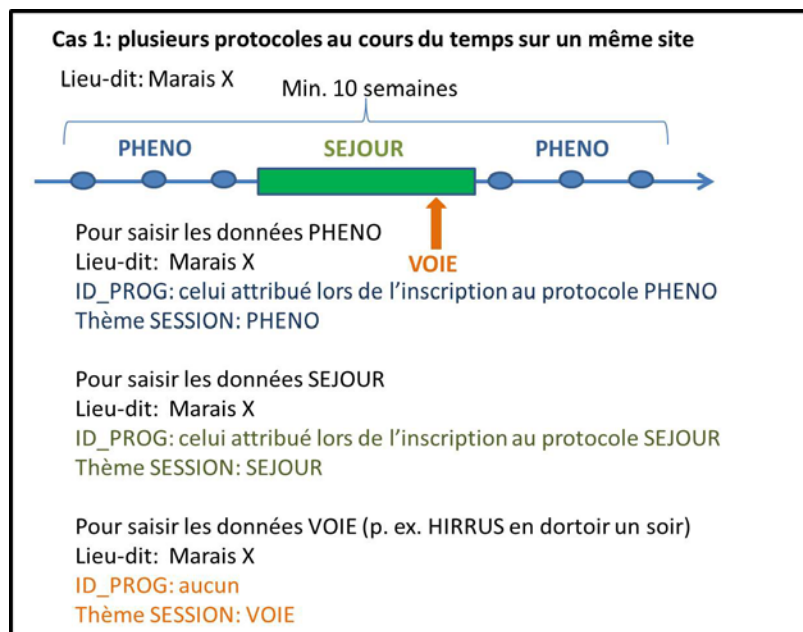 Cas 1: plusieurs protocoles au cours du temps sur un même site
Lieu-dit: Marais X
Min. 10 semaines
PHENO SEJOUR PHENO
VOIE
Pour saisir les données PHENO
Lieu-dit: Marais X
ID_PROG: celui attribué lors de l'inscription au protocole PHENO
Thème SESSION: PHENO
Pour saisir les données SEJOUR
Lieu-dit: Marais X
ID_PROG: celui attribué lors de l'inscription au protocole SEJOUR
Thème SESSION: SEJOUR
Pour saisir les données VOIE (p. ex. HIRRUS en dortoir un soir)
Lieu-dit: Marais X
ID_PROG: aucun
Thème SESSION: VOIE